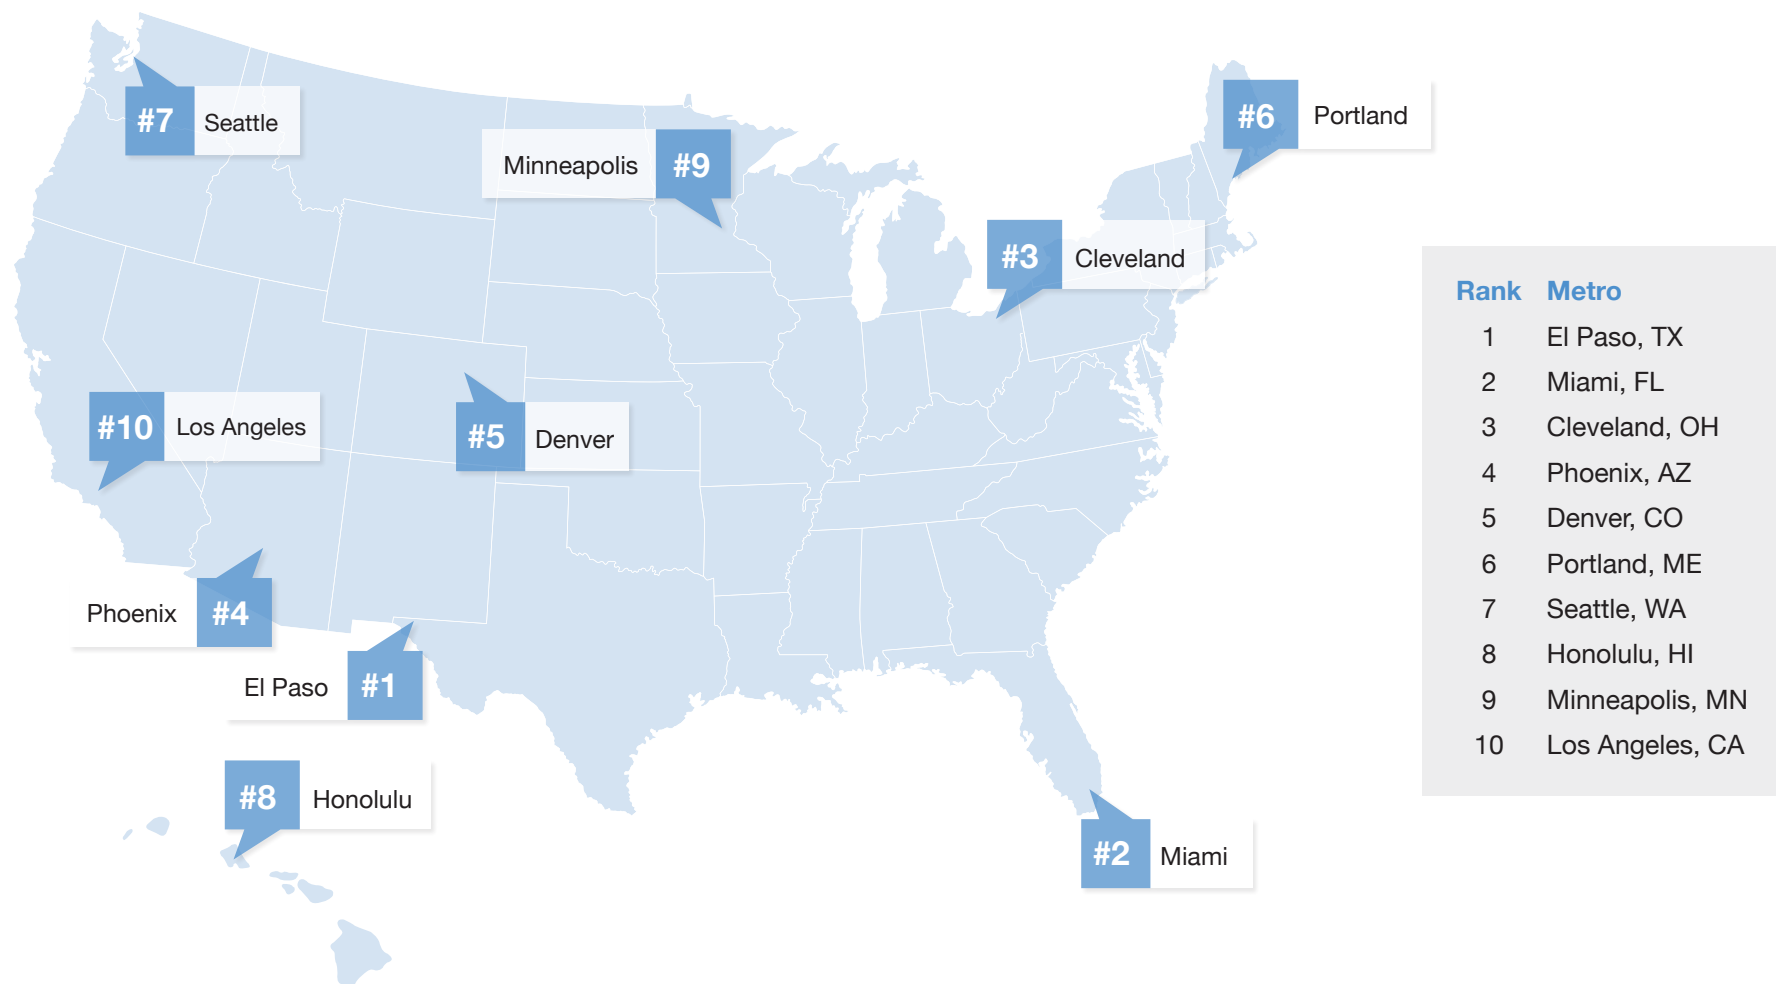 #7 Seattle
Minneapolis #9
#6 Portland
#3 Cleveland
#10 Los Angeles
#5 Denver
Phoenix #4
El Paso #1
#8 Honolulu
#2 Miami
Rank Metro
1 El Paso, TX
2 Miami, FL
3 Cleveland, OH
4 Phoenix, AZ
5 Denver, CO
6 Portland, ME
7 Seattle, WA
8 Honolulu, HI
9 Minneapolis, MN
10 Los Angeles, CA